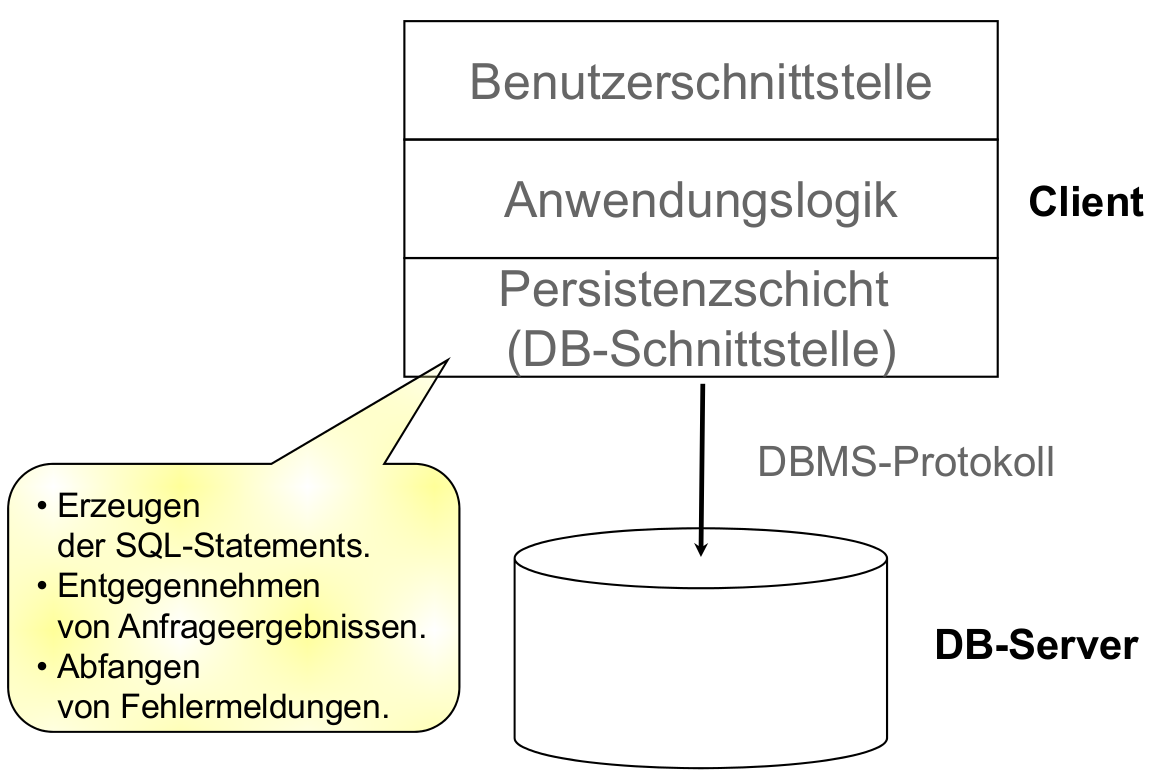 Benutzerschnittstelle
Anwendungslogik
Client
Persistenzschicht
(DB-Schnittstelle)
DBMS-Protokoll
• Erzeugen
der SQL-Statements.
• Entgegennehmen
von Anfrageergebnissen.
• Abfangen
von Fehlermeldungen.
DB-Server